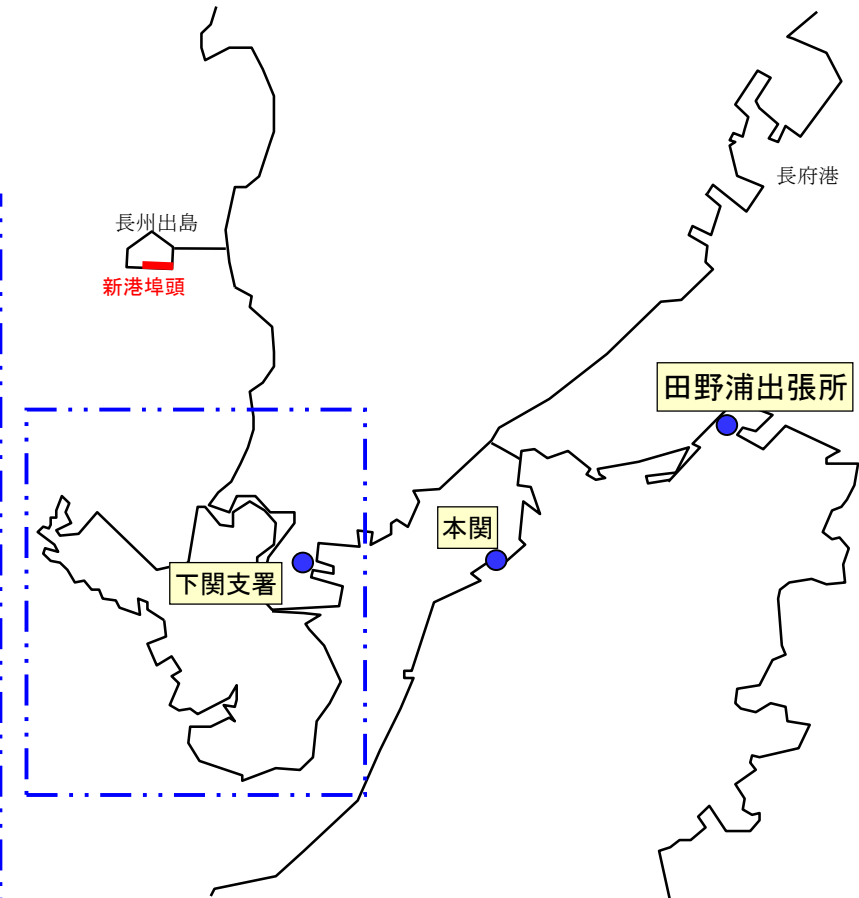 長府港
長州出島
新港埠頭
田野浦出張所
本関
下関支署